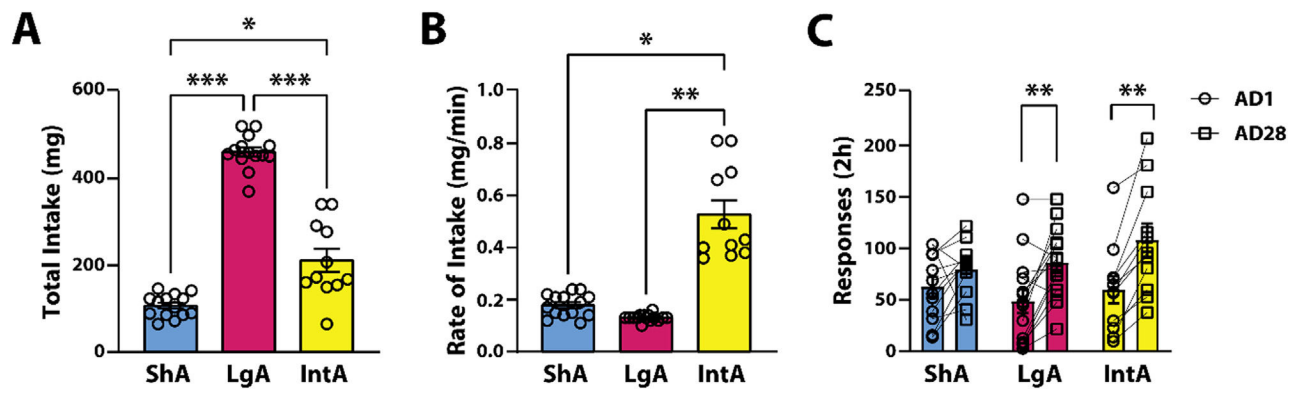 A
Total Intake (mg)
600
400
200
0
*
***
***
ShA
LgA
IntA
B
Rate of Intake (mg/min)
1.0
0.8
0.6
0.4
0.2
0.0
*
**
ShA
LgA
IntA
C
Responses (2h)
250
200
150
100
50
0
**
**
ShA
LgA
IntA
AD1
AD28